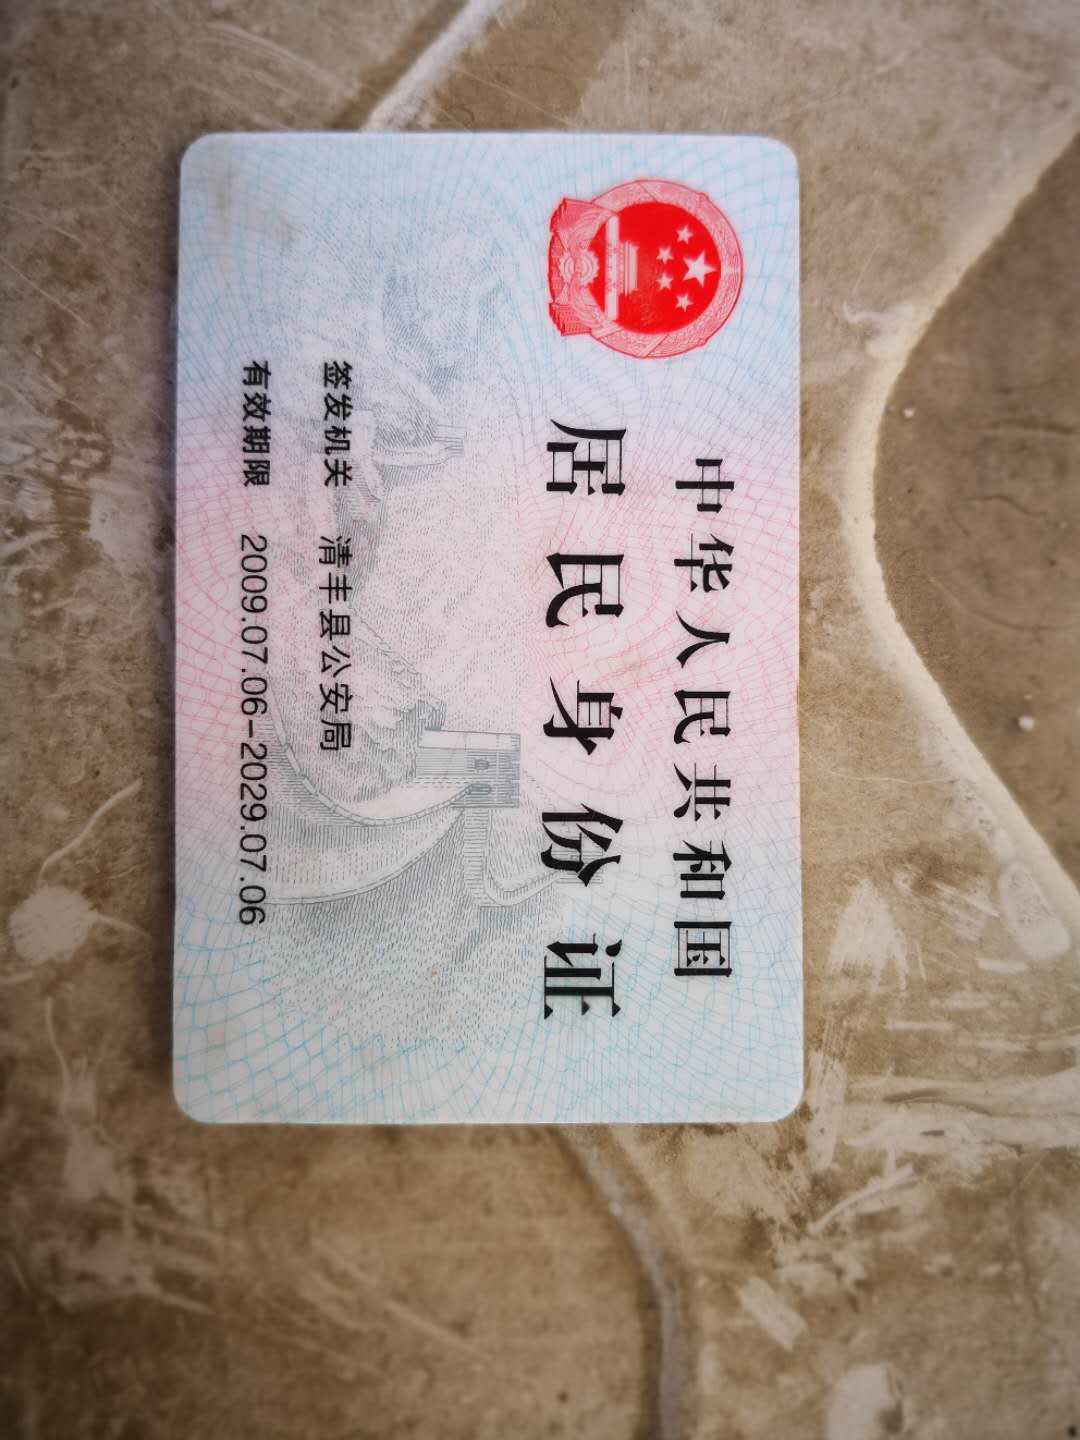 中华人民共和国
居民身份证
签发机关 清丰县公安局
有效期限 2009.07.06-2029.07.06